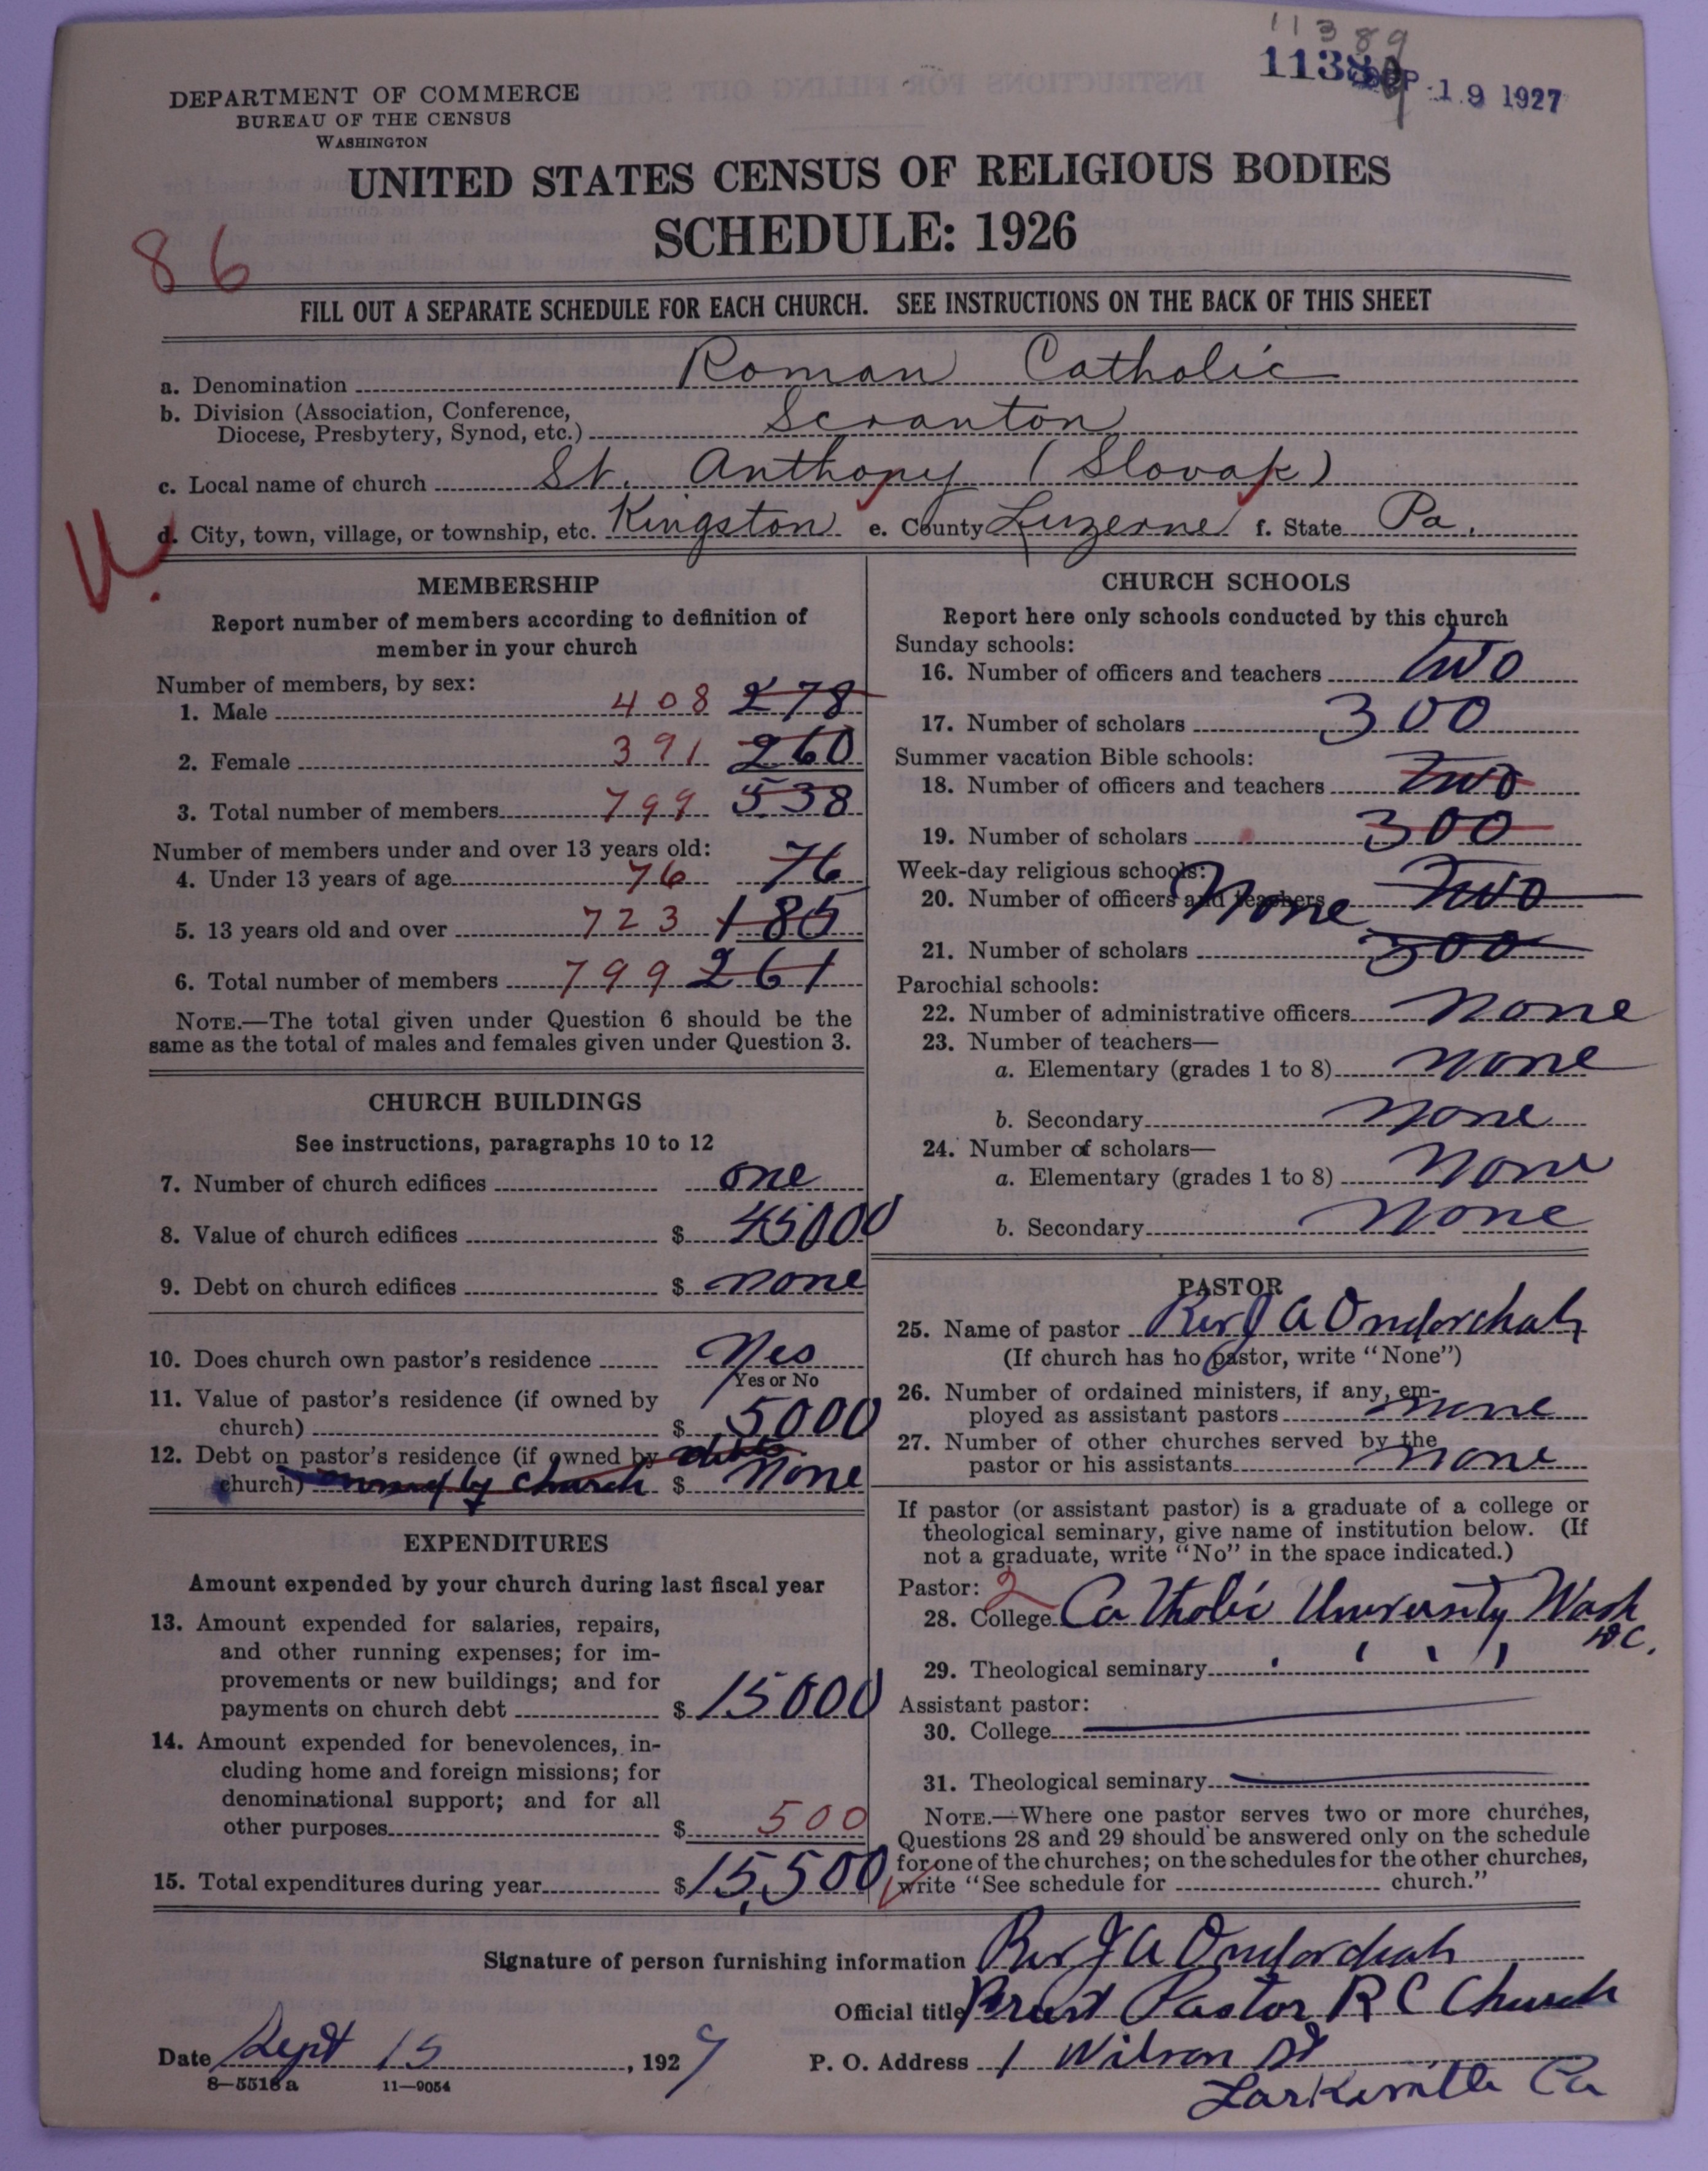 11389
11389 SEP 19 1927
DEPARTMENT OF COMMERCE
BUREAU OF THE CENSUS
WASHINGTON
UNITED STATES CENSUS OF RELIGIOUS BODIES
SCHEDULE: 1926
86
FILL OUT A SEPARATE SCHEDULE FOR EACH CHURCH. SEE INSTRUCTIONS ON THE BACK OF THIS SHEET
a. Denomination Roman Catholic
b. Division (Association, Conference,
Diocese, Presbytery, Synod, etc.) Scranton
c. Local name of church St. Anthony (Slovak)
d. City, town, village, or township, etc. Kingston e. County Luzerne f. State Pa.
MEMBERSHIP
Report number of members according to definition of
member in your church
Number of members, by sex:
1. Male 408 278
2. Female 391 260
3. Total number of members 799 538
Number of members under and over 13 years old:
4. Under 13 years of age 76 76
5. 13 years old and over 723 185
6. Total number of members 799 261
NOTE.—The total given under Question 6 should be the
same as the total of males and females given under Question 3.
CHURCH BUILDINGS
See instructions, paragraphs 10 to 12
7. Number of church edifices one
8. Value of church edifices $ 45000
9. Debt on church edifices $ none
10. Does church own pastor's residence Yes
Yes or No
11. Value of pastor's residence (if owned by
church) $ 5000
12. Debt on pastor's residence (if owned by debts
church) owned by church $ None
EXPENDITURES
Amount expended by your church during last fiscal year
13. Amount expended for salaries, repairs,
and other running expenses; for im-
provements or new buildings; and for
payments on church debt $ 15000
14. Amount expended for benevolences, in-
cluding home and foreign missions; for
denominational support; and for all
other purposes $ 500
15. Total expenditures during year $ 15,500
CHURCH SCHOOLS
Report here only schools conducted by this church
Sunday schools:
16. Number of officers and teachers two
17. Number of scholars 300
Summer vacation Bible schools:
18. Number of officers and teachers two
19. Number of scholars 300
Week-day religious schools:
20. Number of officers and teachers None two
21. Number of scholars 300
Parochial schools:
22. Number of administrative officers none
23. Number of teachers—
a. Elementary (grades 1 to 8) none
b. Secondary none
24. Number of scholars—
a. Elementary (grades 1 to 8) none
b. Secondary none
PASTOR
25. Name of pastor Rev J A Onderchah
(If church has no pastor, write "None")
26. Number of ordained ministers, if any, em-
ployed as assistant pastors none
27. Number of other churches served by the
pastor or his assistants none
If pastor (or assistant pastor) is a graduate of a college or
theological seminary, give name of institution below. (If
not a graduate, write "No" in the space indicated.)
Pastor: 2
28. College Catholic University Wash
D.C.
29. Theological seminary " " " "
Assistant pastor:
30. College
31. Theological seminary
NOTE.—Where one pastor serves two or more churches,
Questions 28 and 29 should be answered only on the schedule
for one of the churches; on the schedules for the other churches,
write "See schedule for church."
Signature of person furnishing information Rev J A Onderchah
Official title Priest Pastor R C Church
Date Sept 15, 1927 P. O. Address 1 Wilson St
Larksville Pa
8—5518 a 11—9054